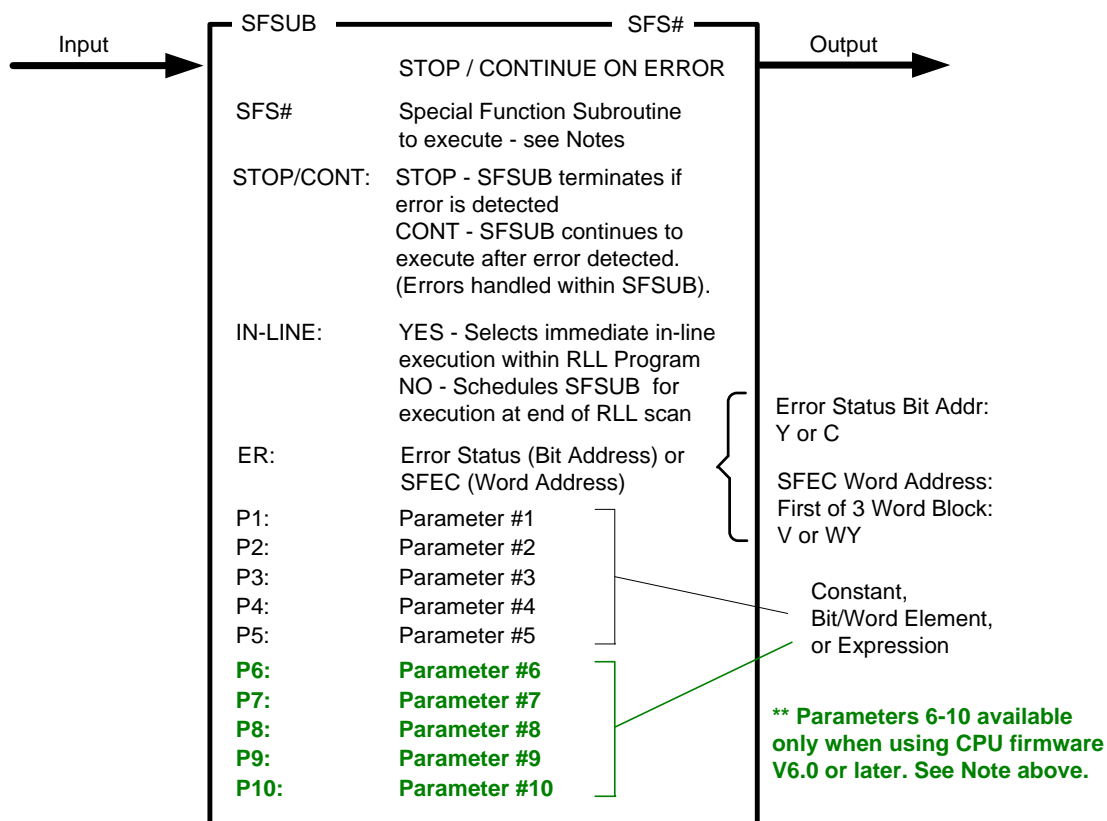 SFSUB SFS#
Input
Output
STOP / CONTINUE ON ERROR
SFS# Special Function Subroutine
to execute - see Notes
STOP/CONT: STOP - SFSUB terminates if
error is detected
CONT - SFSUB continues to
execute after error detected.
(Errors handled within SFSUB).
IN-LINE: YES - Selects immediate in-line
execution within RLL Program
NO - Schedules SFSUB for
execution at end of RLL scan
ER: Error Status (Bit Address) or
SFEC (Word Address)
Error Status Bit Addr:
Y or C
SFEC Word Address:
First of 3 Word Block:
V or WY
P1: Parameter #1
P2: Parameter #2
P3: Parameter #3
P4: Parameter #4
P5: Parameter #5
P6: Parameter #6
P7: Parameter #7
P8: Parameter #8
P9: Parameter #9
P10: Parameter #10
Constant,
Bit/Word Element,
or Expression
** Parameters 6-10 available
only when using CPU firmware
V6.0 or later. See Note above.